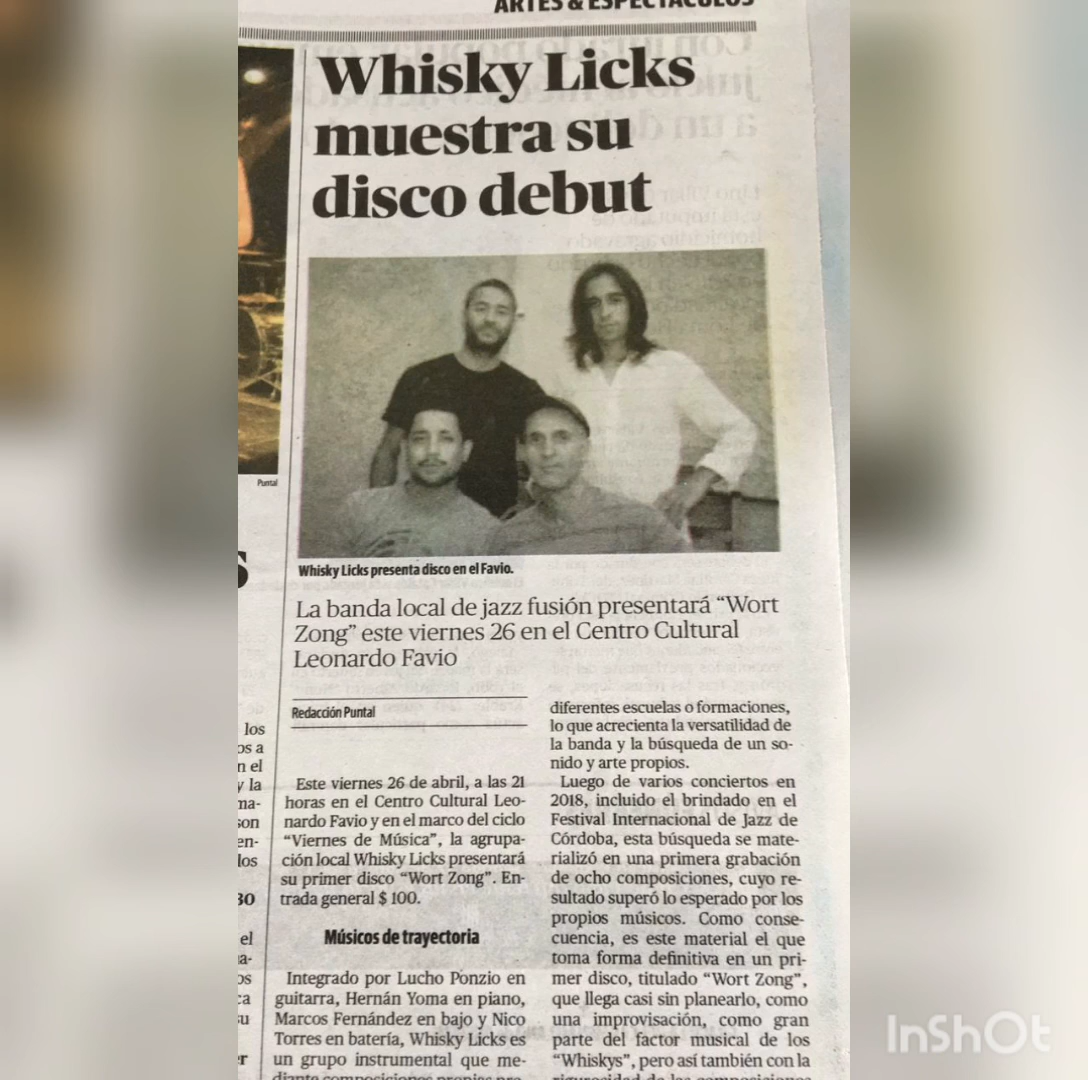 ARTES & ESPECTÁCULOS
Whisky Licks
muestra su
disco debut
Puntal
Whisky Licks presenta disco en el Favio.
La banda local de jazz fusión presentará “Wort
Zong” este viernes 26 en el Centro Cultural
Leonardo Favio
Redacción Puntal
Este viernes 26 de abril, a las 21
horas en el Centro Cultural Leo-
nardo Favio y en el marco del ciclo
“Viernes de Música”, la agrupa-
ción local Whisky Licks presentará
su primer disco “Wort Zong”. En-
trada general $ 100.
Músicos de trayectoria
Integrado por Lucho Ponzio en
guitarra, Hernán Yoma en piano,
Marcos Fernández en bajo y Nico
Torres en batería, Whisky Licks es
un grupo instrumental que me-
diante composiciones propias pro-
diferentes escuelas o formaciones,
lo que acrecienta la versatilidad de
la banda y la búsqueda de un so-
nido y arte propios.
Luego de varios conciertos en
2018, incluido el brindado en el
Festival Internacional de Jazz de
Córdoba, esta búsqueda se mate-
rializó en una primera grabación
de ocho composiciones, cuyo re-
sultado superó lo esperado por los
propios músicos. Como conse-
cuencia, es este material el que
toma forma definitiva en un pri-
mer disco, titulado “Wort Zong”,
que llega casi sin planearlo, como
una improvisación, como gran
parte del factor musical de los
“Whiskys”, pero así también con la
rigurosidad de las composiciones
InShOt